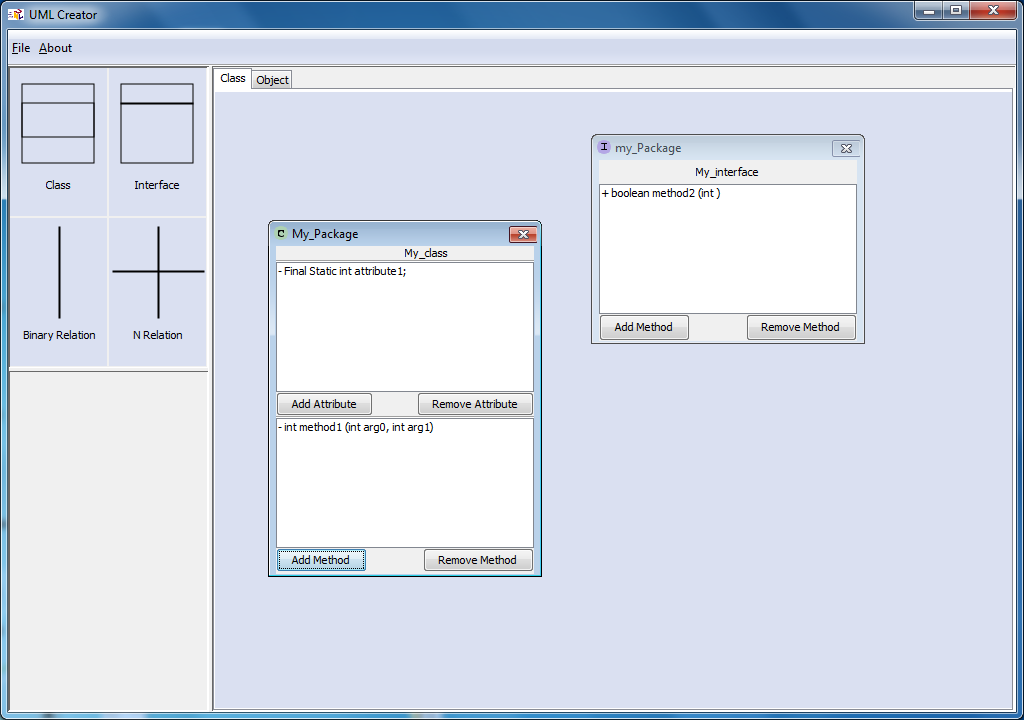 UML Creator
File About
Class Interface
Binary Relation N Relation
Class Object
I my_Package
My_interface
+ boolean method2 (int )
Add Method Remove Method
C My_Package
My_class
- Final Static int attribute1;
Add Attribute Remove Attribute
- int method1 (int arg0, int arg1)
Add Method Remove Method